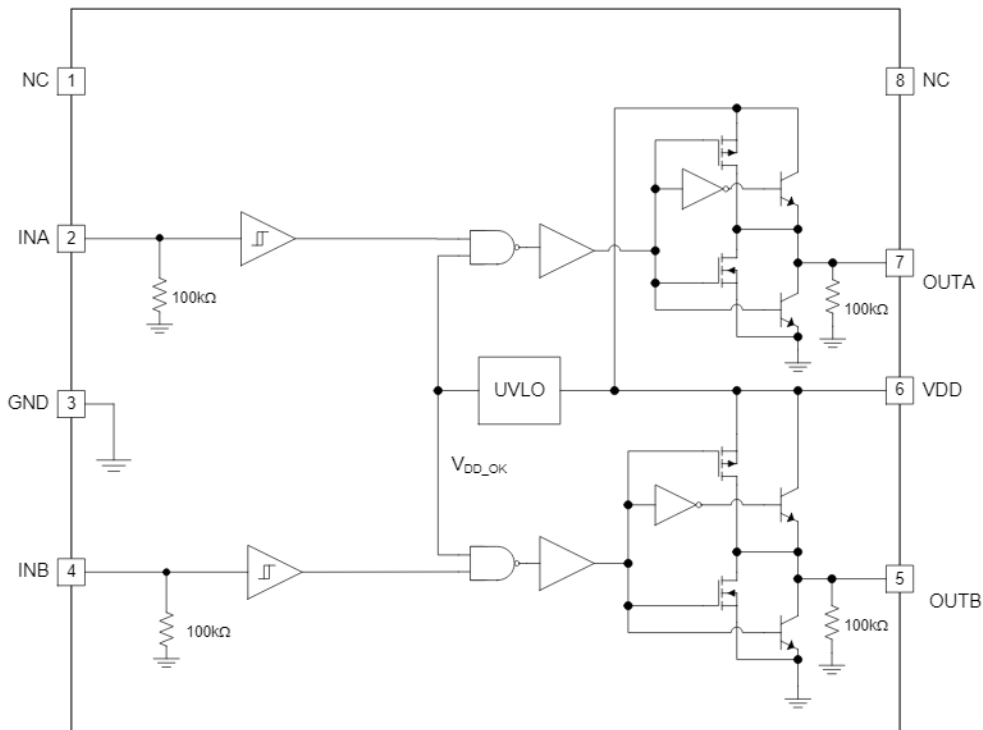 NC 1
8 NC
INA 2
100kΩ
7
OUTA
100kΩ
GND 3
UVLO
6 VDD
VDD_OK
INB 4
100kΩ
5
OUTB
100kΩ